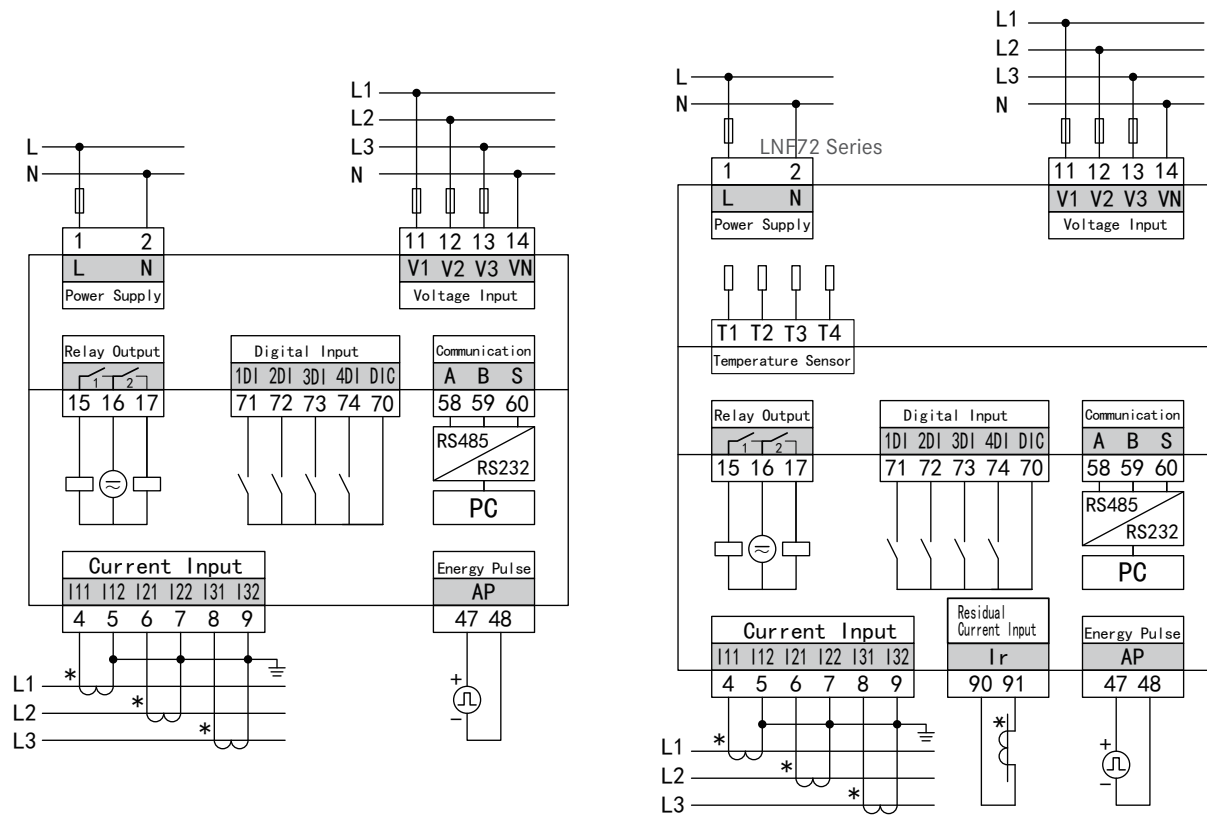 L1
L2
L3
N
L
N
1 2
L N
Power Supply
11 12 13 14
V1 V2 V3 VN
Voltage Input
Relay Output
1 2
15 16 17
Digital Input
1DI 2DI 3DI 4DI DIC
71 72 73 74 70
Communication
A B S
58 59 60
RS485
RS232
PC
Current Input
I11 I12 I21 I22 I31 I32
4 5 6 7 8 9
*
*
*
L1
L2
L3
Energy Pulse
AP
47 48
+
−
L1
L2
L3
N
L
N
LNF72 Series
1 2
L N
Power Supply
11 12 13 14
V1 V2 V3 VN
Voltage Input
T1 T2 T3 T4
Temperature Sensor
Relay Output
1 2
15 16 17
Digital Input
1DI 2DI 3DI 4DI DIC
71 72 73 74 70
Communication
A B S
58 59 60
RS485
RS232
PC
Current Input
I11 I12 I21 I22 I31 I32
4 5 6 7 8 9
*
*
*
L1
L2
L3
Residual
Current Input
Ir
90 91
*
Energy Pulse
AP
47 48
+
−